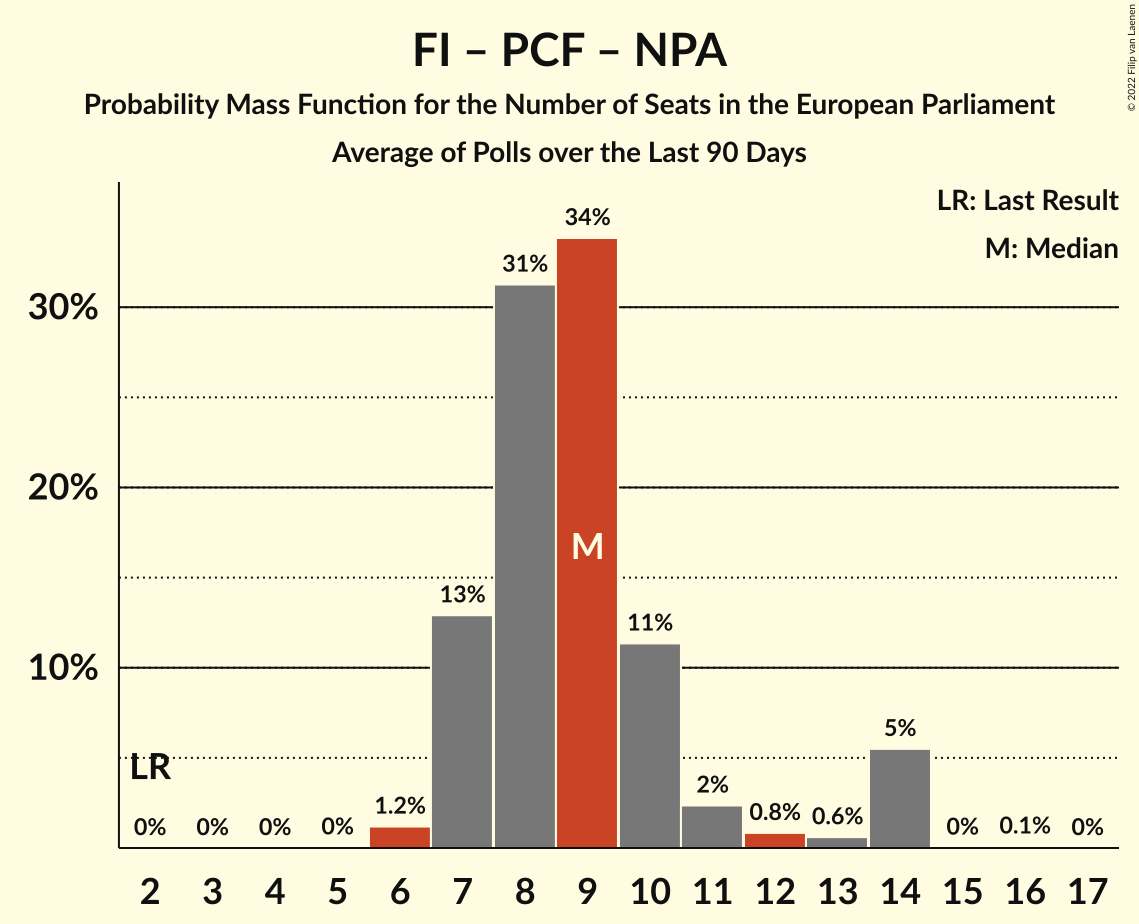 FI – PCF – NPA
Probability Mass Function for the Number of Seats in the European Parliament
Average of Polls over the Last 90 Days
© 2022 Filip van Laenen
LR: Last Result
M: Median
34%
31%
30%
20%
M
13%
11%
10%
LR
5%
2%
1.2%
0.8%
0.6%
0% 0% 0% 0% 0% 0.1% 0%
2 3 4 5 6 7 8 9 10 11 12 13 14 15 16 17